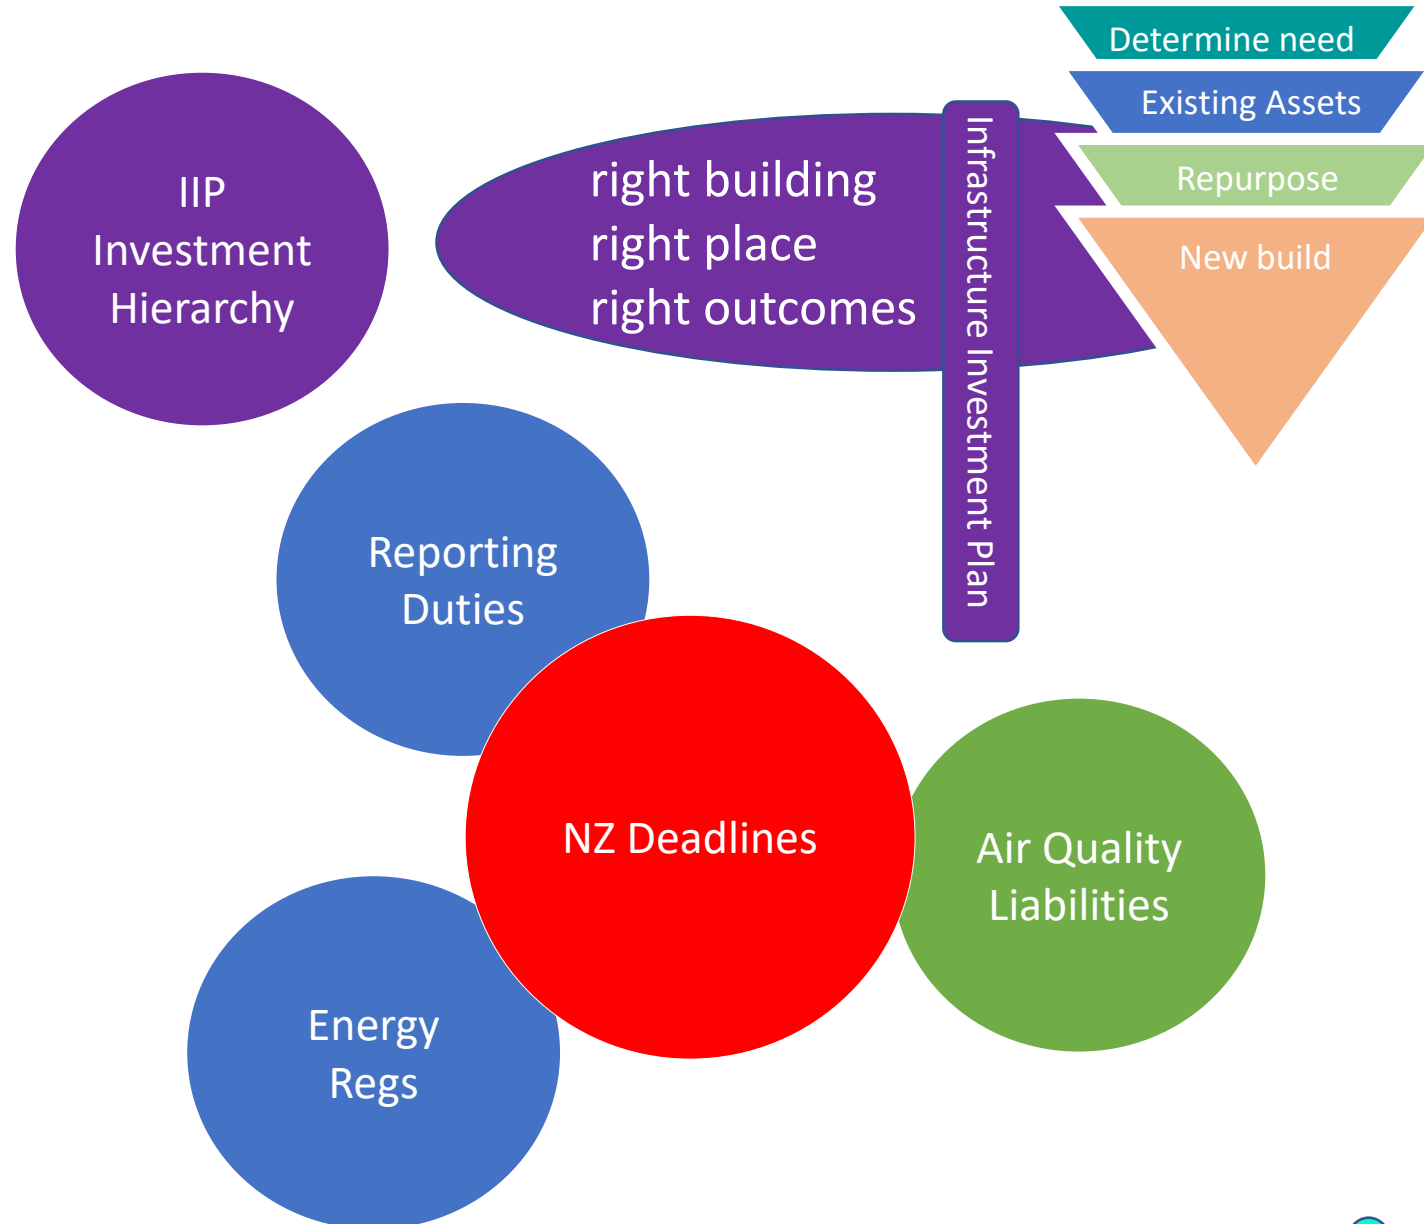 Determine need
Existing Assets
Repurpose
New build
IIP
Investment
Hierarchy
right building
right place
right outcomes
Infrastructure Investment Plan
Reporting
Duties
NZ Deadlines
Air Quality
Liabilities
Energy
Regs